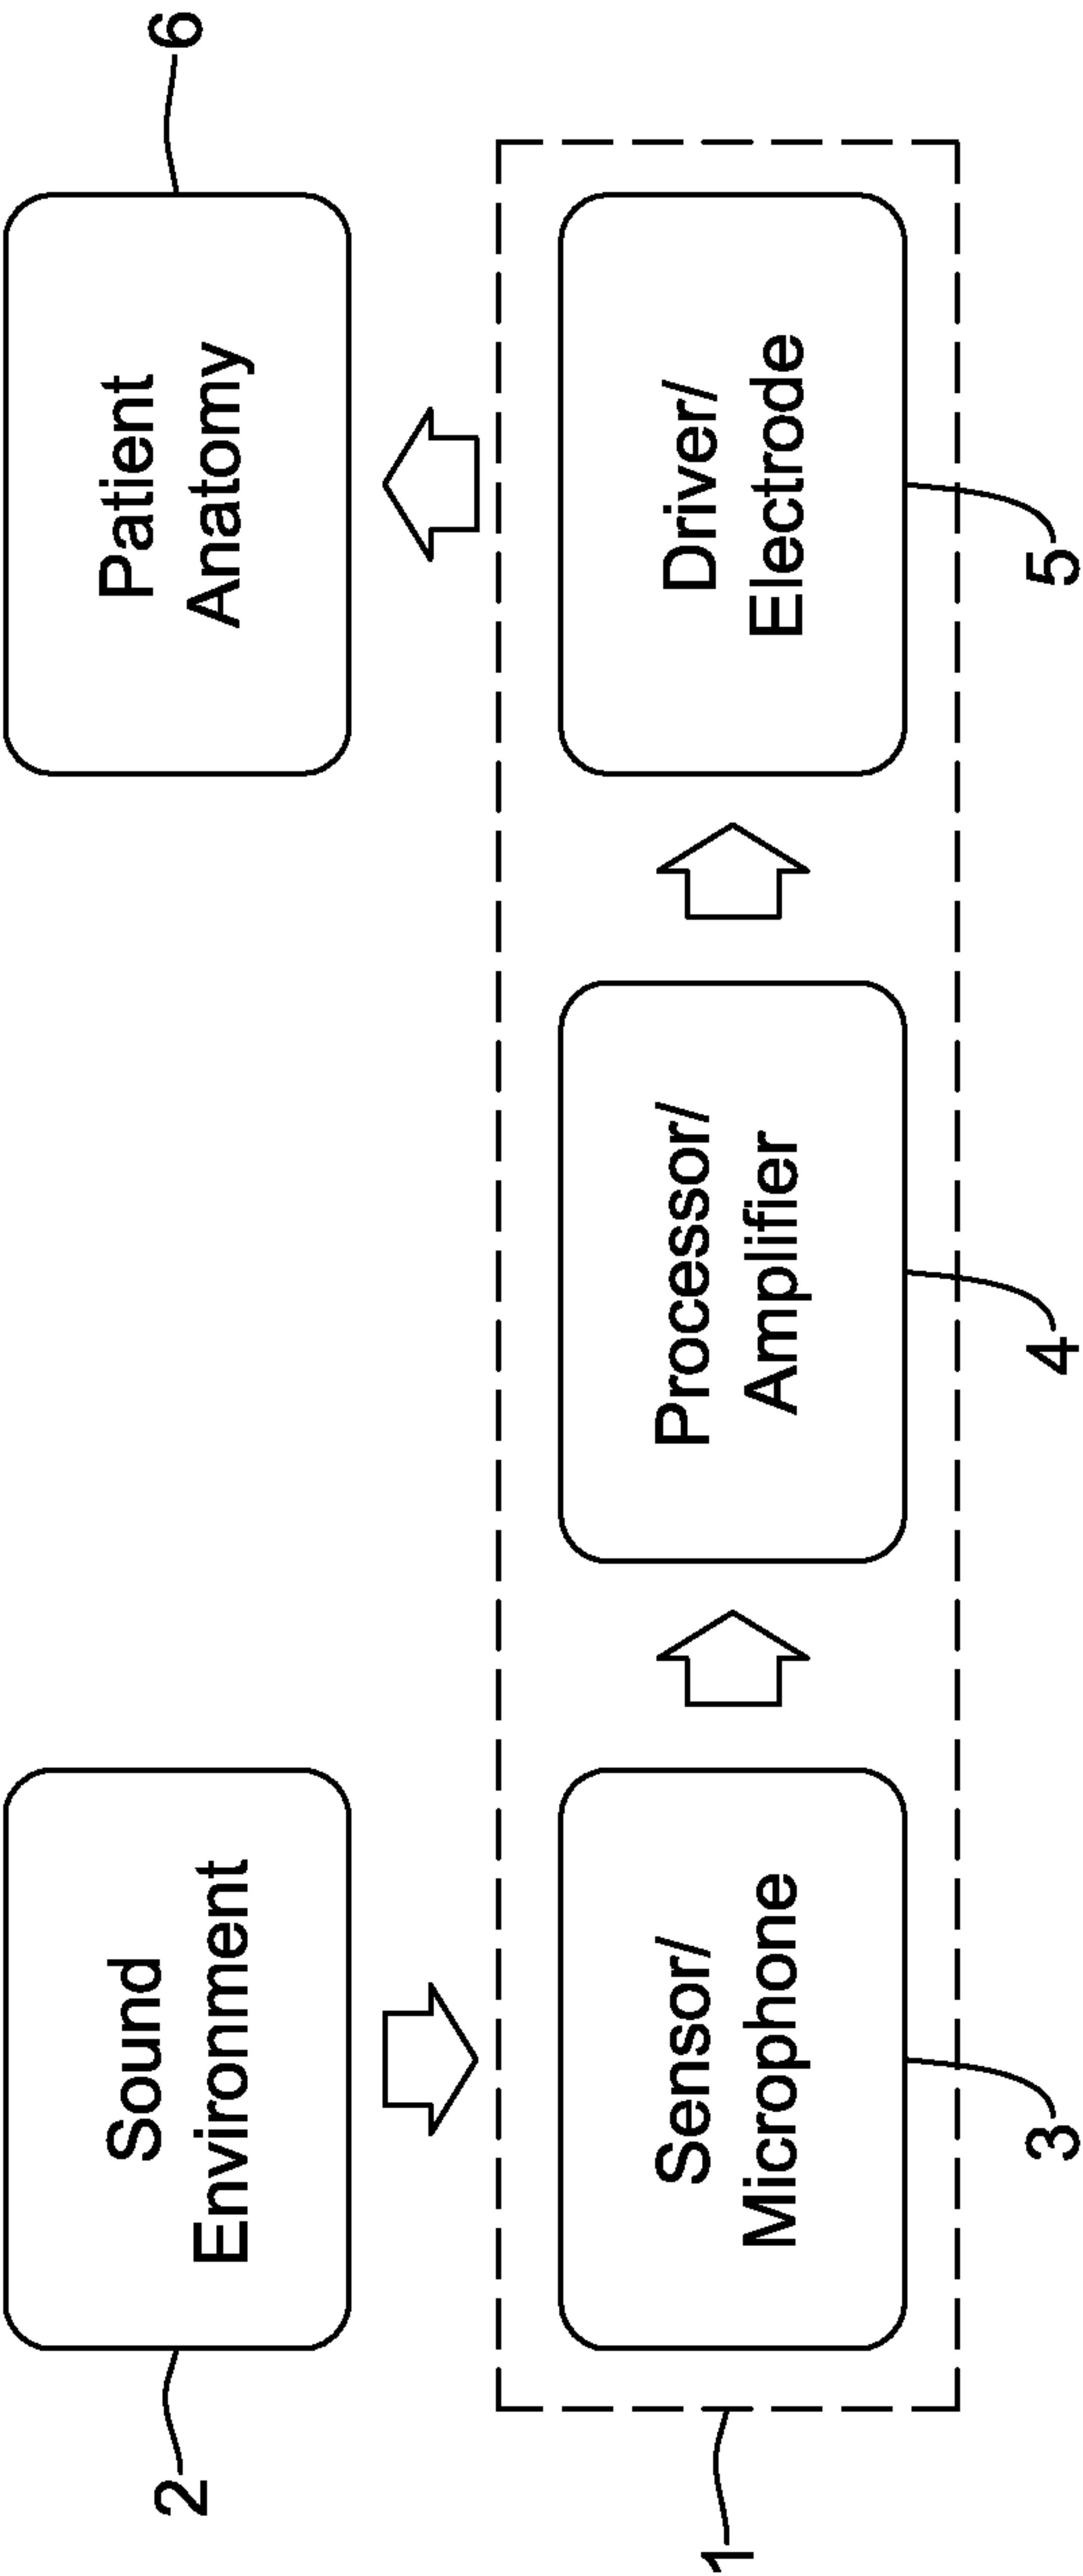 2
Sound
Environment
Patient
Anatomy
6
1
Sensor/
Microphone
Processor/
Amplifier
Driver/
Electrode
3
4
5